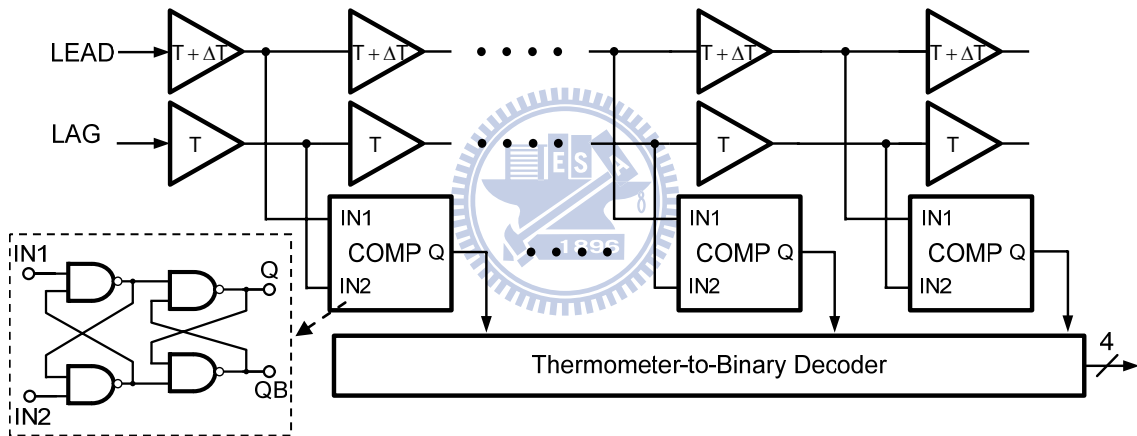 LEAD
T + ΔT
T + ΔT
T + ΔT
T + ΔT
LAG
T
T
T
T
E S A
1896
IN1
COMP Q
IN2
IN1
COMP Q
IN2
IN1
COMP Q
IN2
IN1
Q
IN2
QB
Thermometer-to-Binary Decoder
4